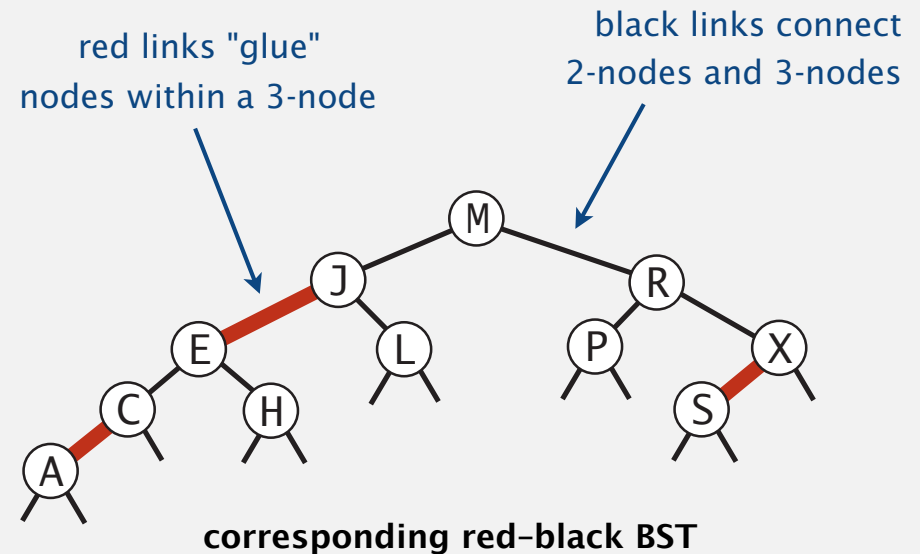 red links "glue"
nodes within a 3-node
black links connect
2-nodes and 3-nodes
M
J
R
E
L
P
X
C
H
S
A
corresponding red–black BST